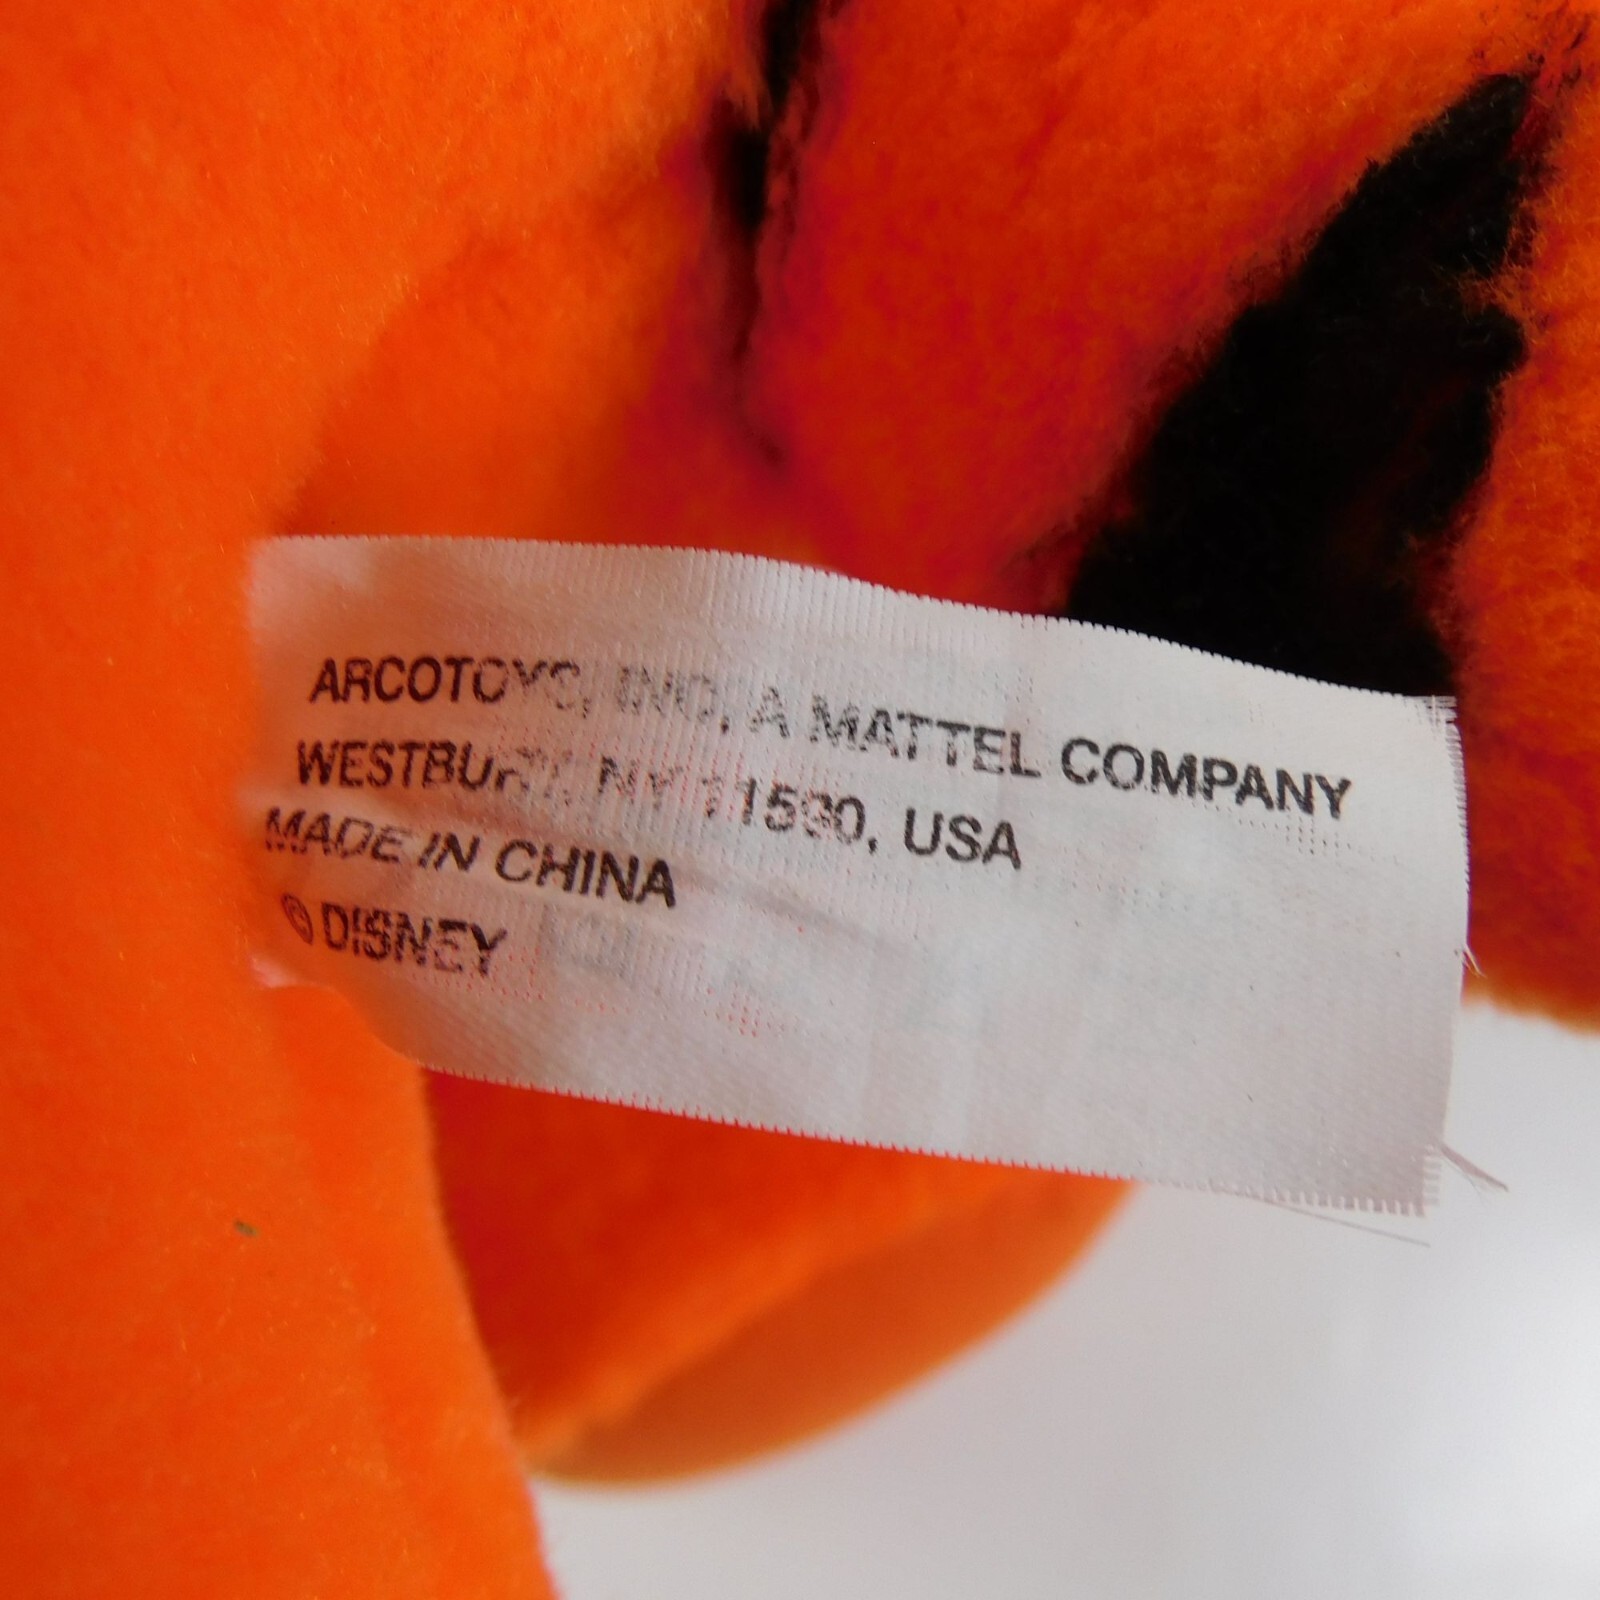 ARCOTOYS, INC, A MATTEL COMPANY
WESTBURY, NY 11590, USA
MADE IN CHINA
© DISNEY